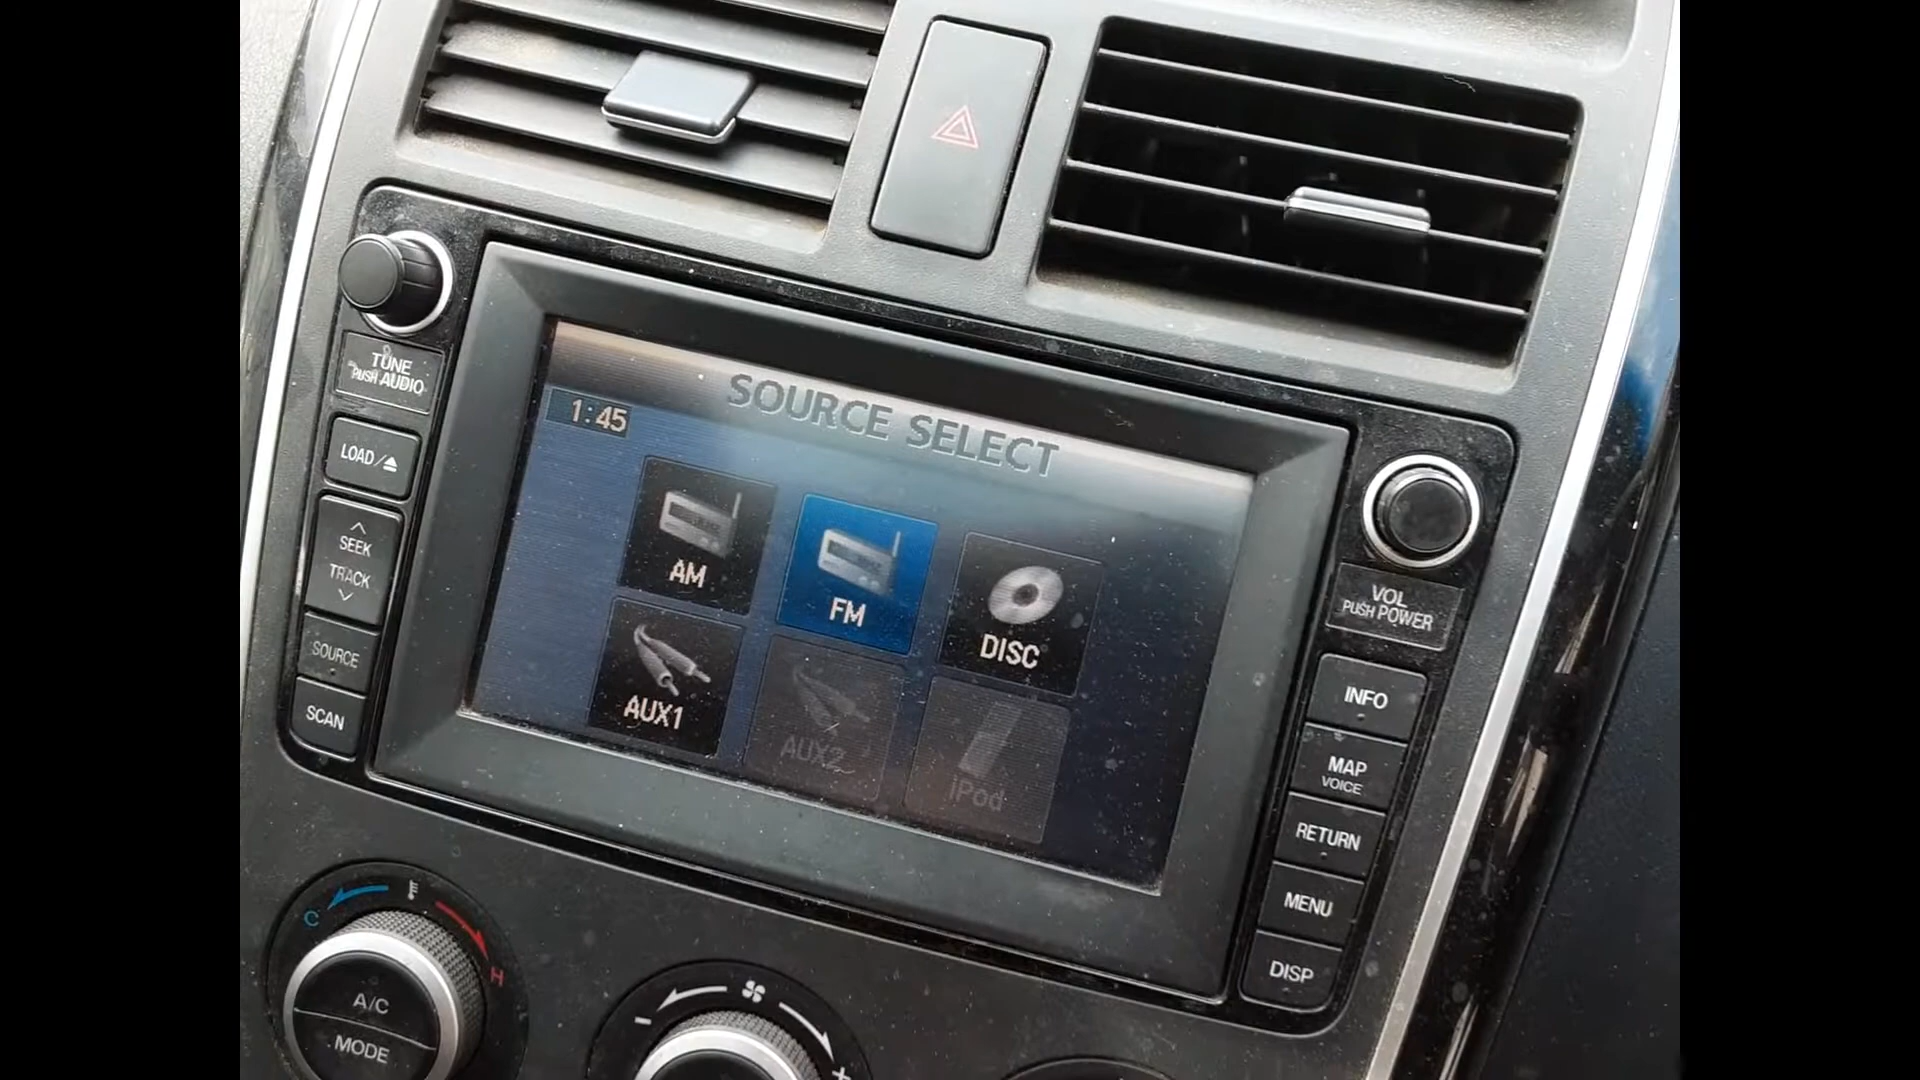 TUNE
PUSH AUDIO
LOAD/
SEEK
TRACK
SOURCE
SCAN
SOURCE SELECT
1:45
AM
FM
DISC
AUX1
AUX2
iPod
VOL
PUSH POWER
INFO
MAP
VOICE
RETURN
MENU
DISP
C
H
A/C
MODE
- +